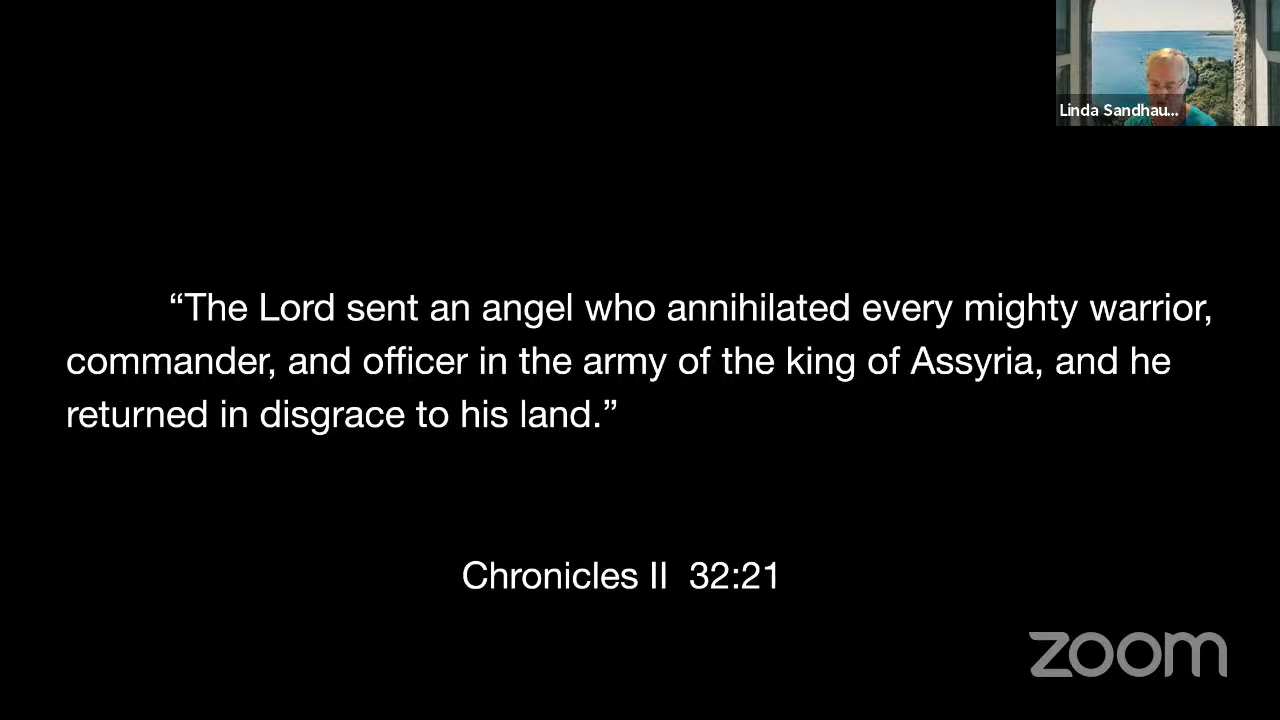 Linda Sandhau...
“The Lord sent an angel who annihilated every mighty warrior,
commander, and officer in the army of the king of Assyria, and he
returned in disgrace to his land.”
Chronicles II 32:21
zoom